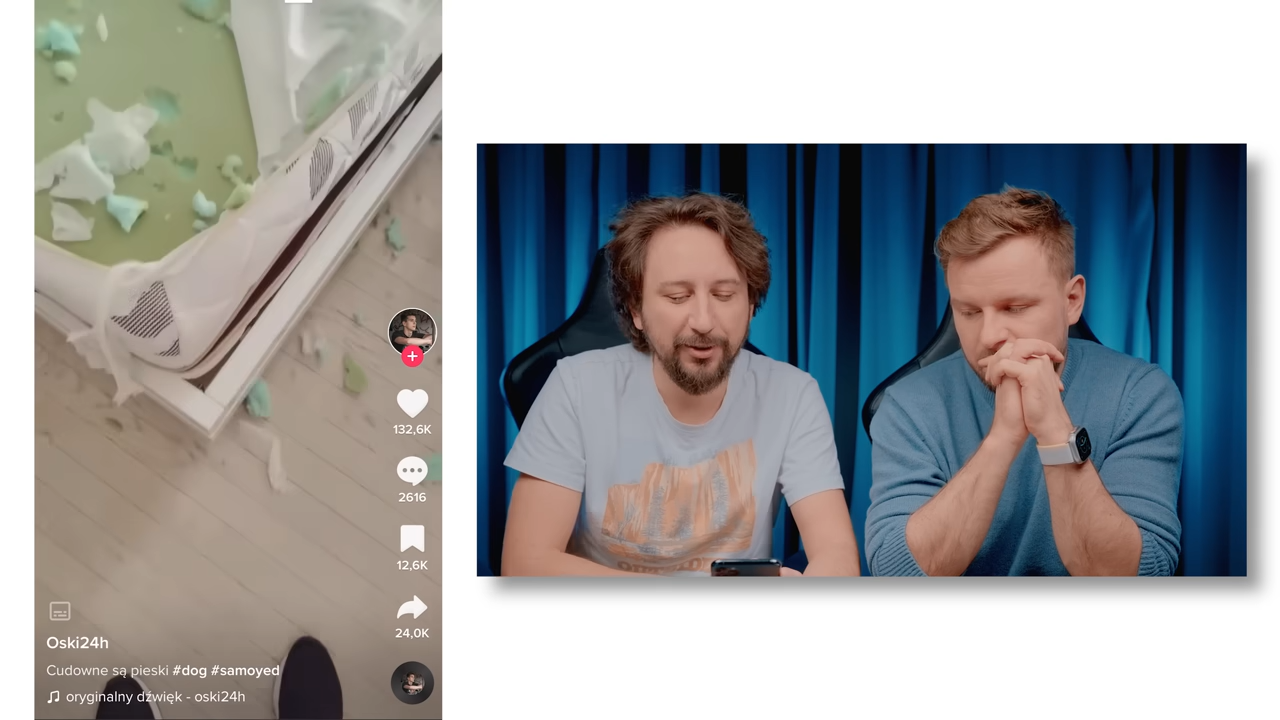 132,6K
2616
12,6K
24,0K
Oski24h
Cudowne są pieski #dog #samoyed
oryginalny dźwięk - oski24h